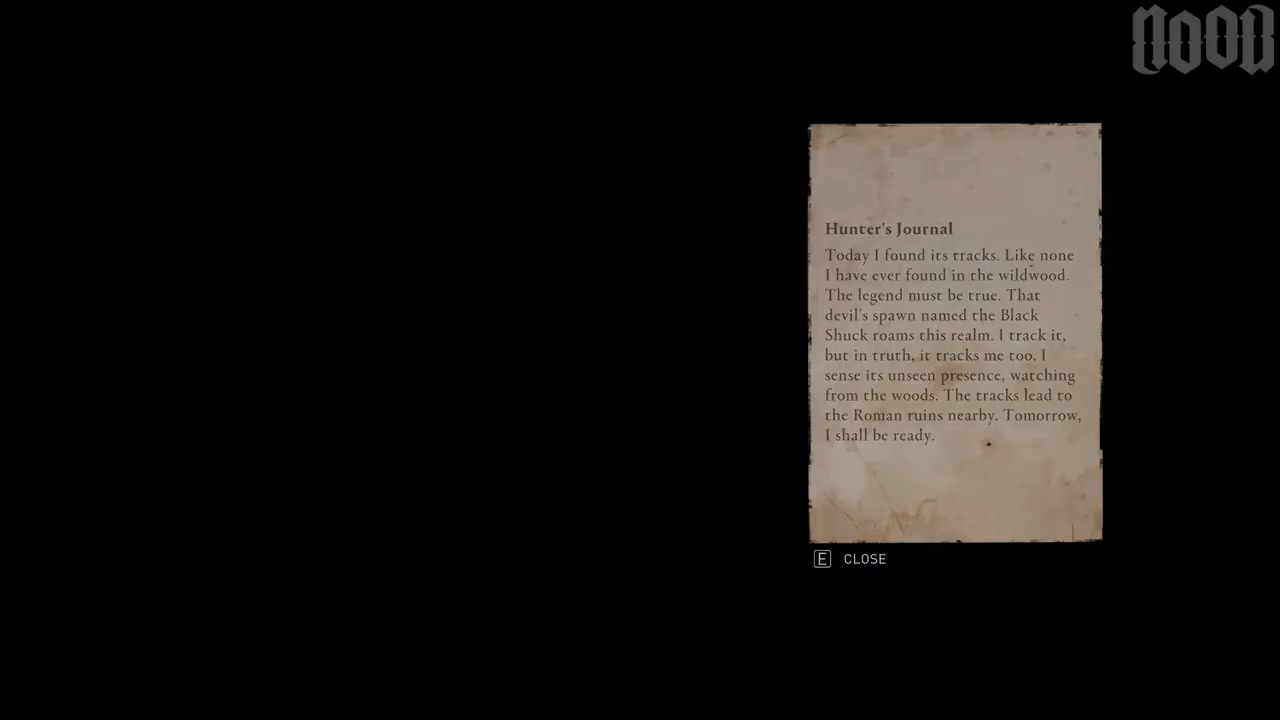 NOOB
Hunter's Journal
Today I found its tracks. Like none
I have ever found in the wildwood.
The legend must be true. That
devil's spawn named the Black
Shuck roams this realm. I track it,
but in truth, it tracks me too. I
sense its unseen presence, watching
from the woods. The tracks lead to
the Roman ruins nearby. Tomorrow,
I shall be ready.
E CLOSE